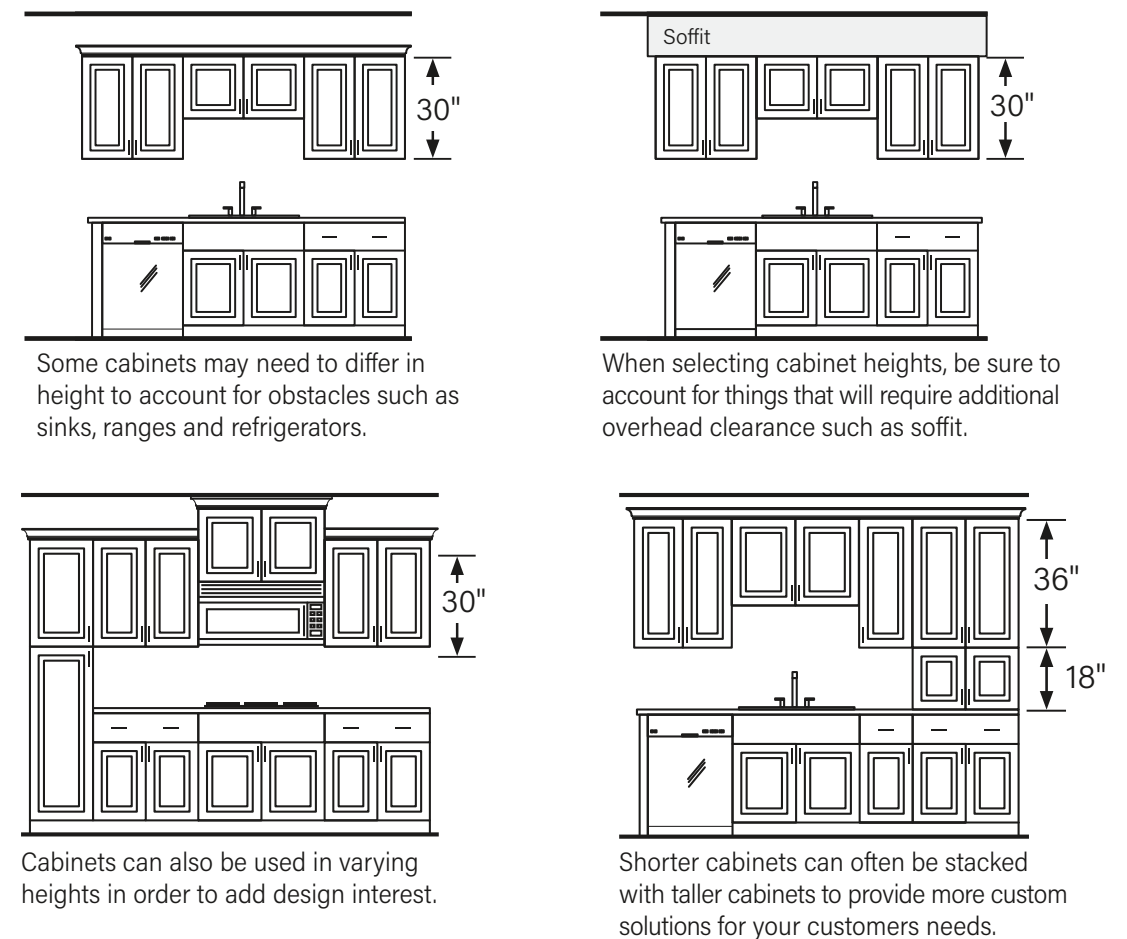 30"
Some cabinets may need to differ in
height to account for obstacles such as
sinks, ranges and refrigerators.
Soffit
30"
When selecting cabinet heights, be sure to
account for things that will require additional
overhead clearance such as soffit.
30"
Cabinets can also be used in varying
heights in order to add design interest.
36"
18"
Shorter cabinets can often be stacked
with taller cabinets to provide more custom
solutions for your customers needs.